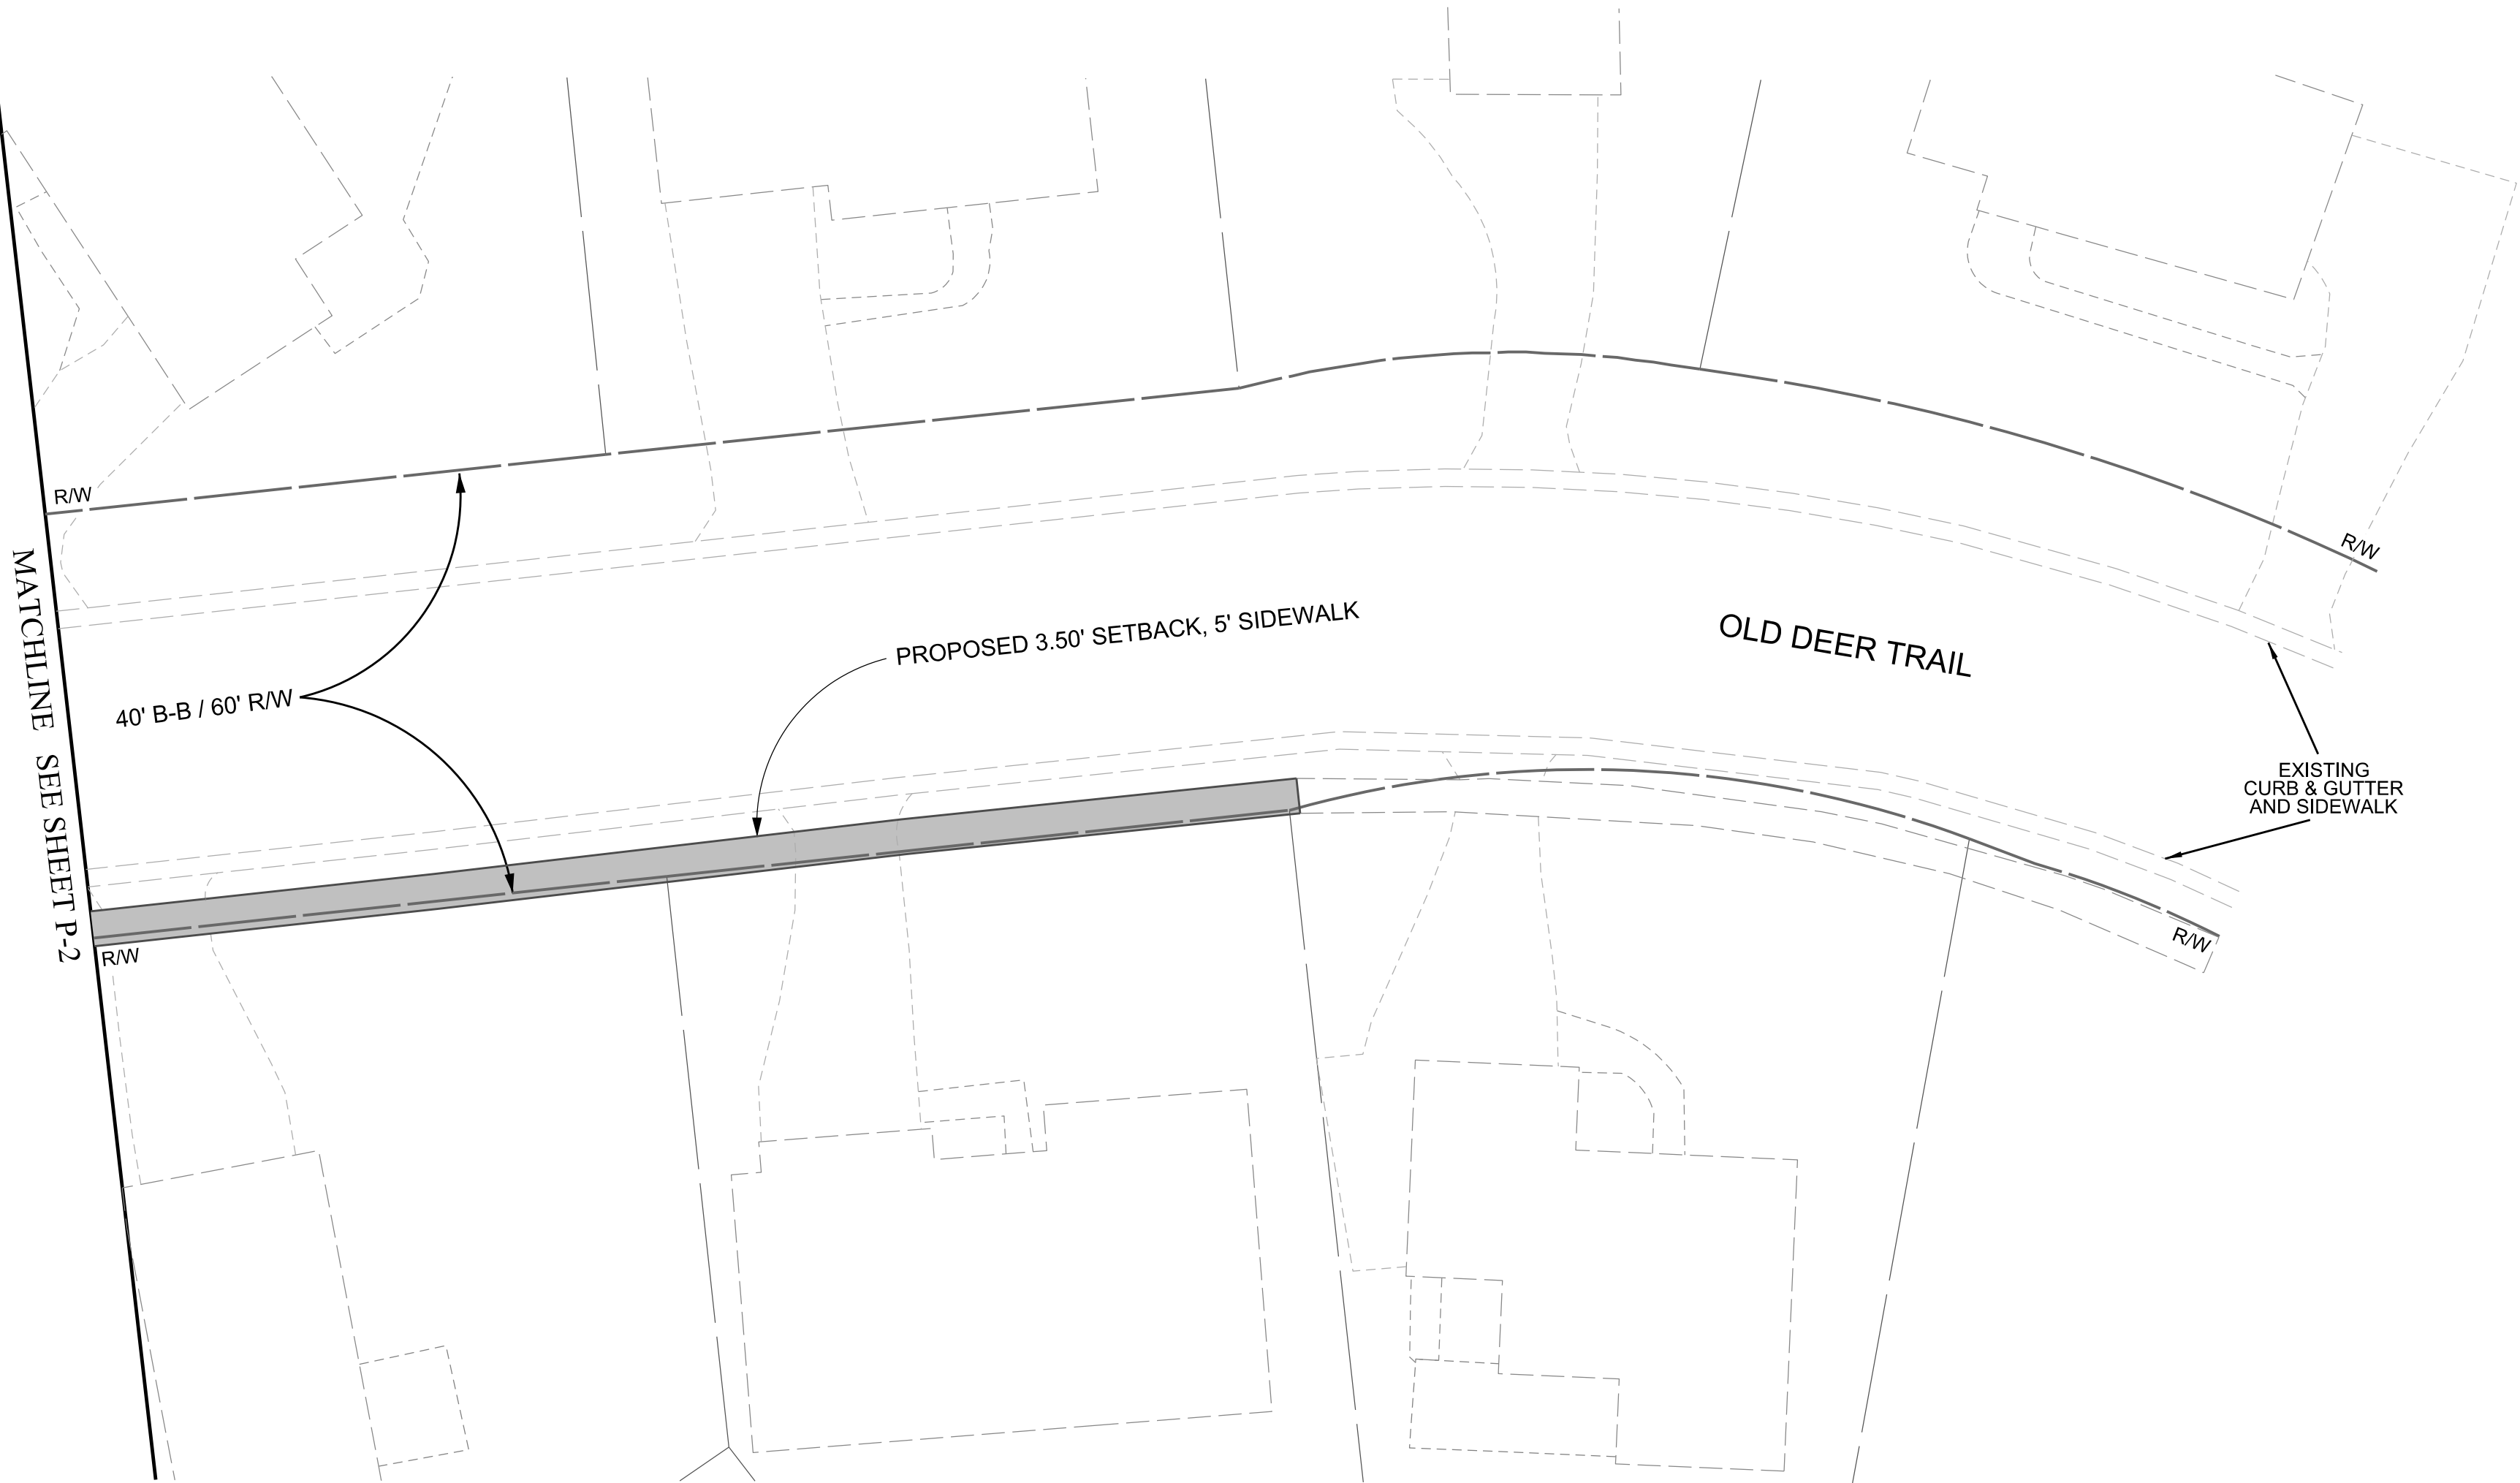 R/W
R/W
MATCHLINE SEE SHEET P-2
PROPOSED 3.50' SETBACK, 5' SIDEWALK
OLD DEER TRAIL
40' B-B / 60' R/W
EXISTING
CURB & GUTTER
AND SIDEWALK
R/W
R/W